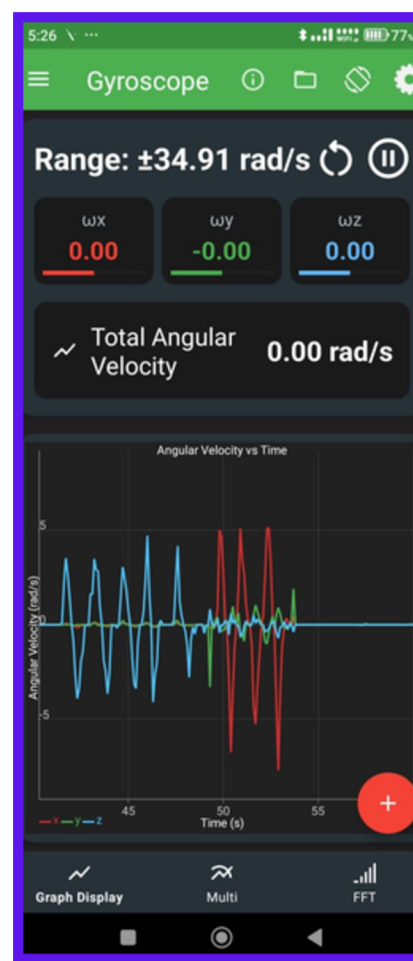 5:26
77%
Gyroscope
Range: ±34.91 rad/s
ωx ωy ωz
0.00 -0.00 0.00
Total Angular
Velocity
0.00 rad/s
Angular Velocity vs Time
Angular Velocity (rad/s)
5
0
-5
45 50 55
x y z
Time (s)
+
Graph Display Multi FFT